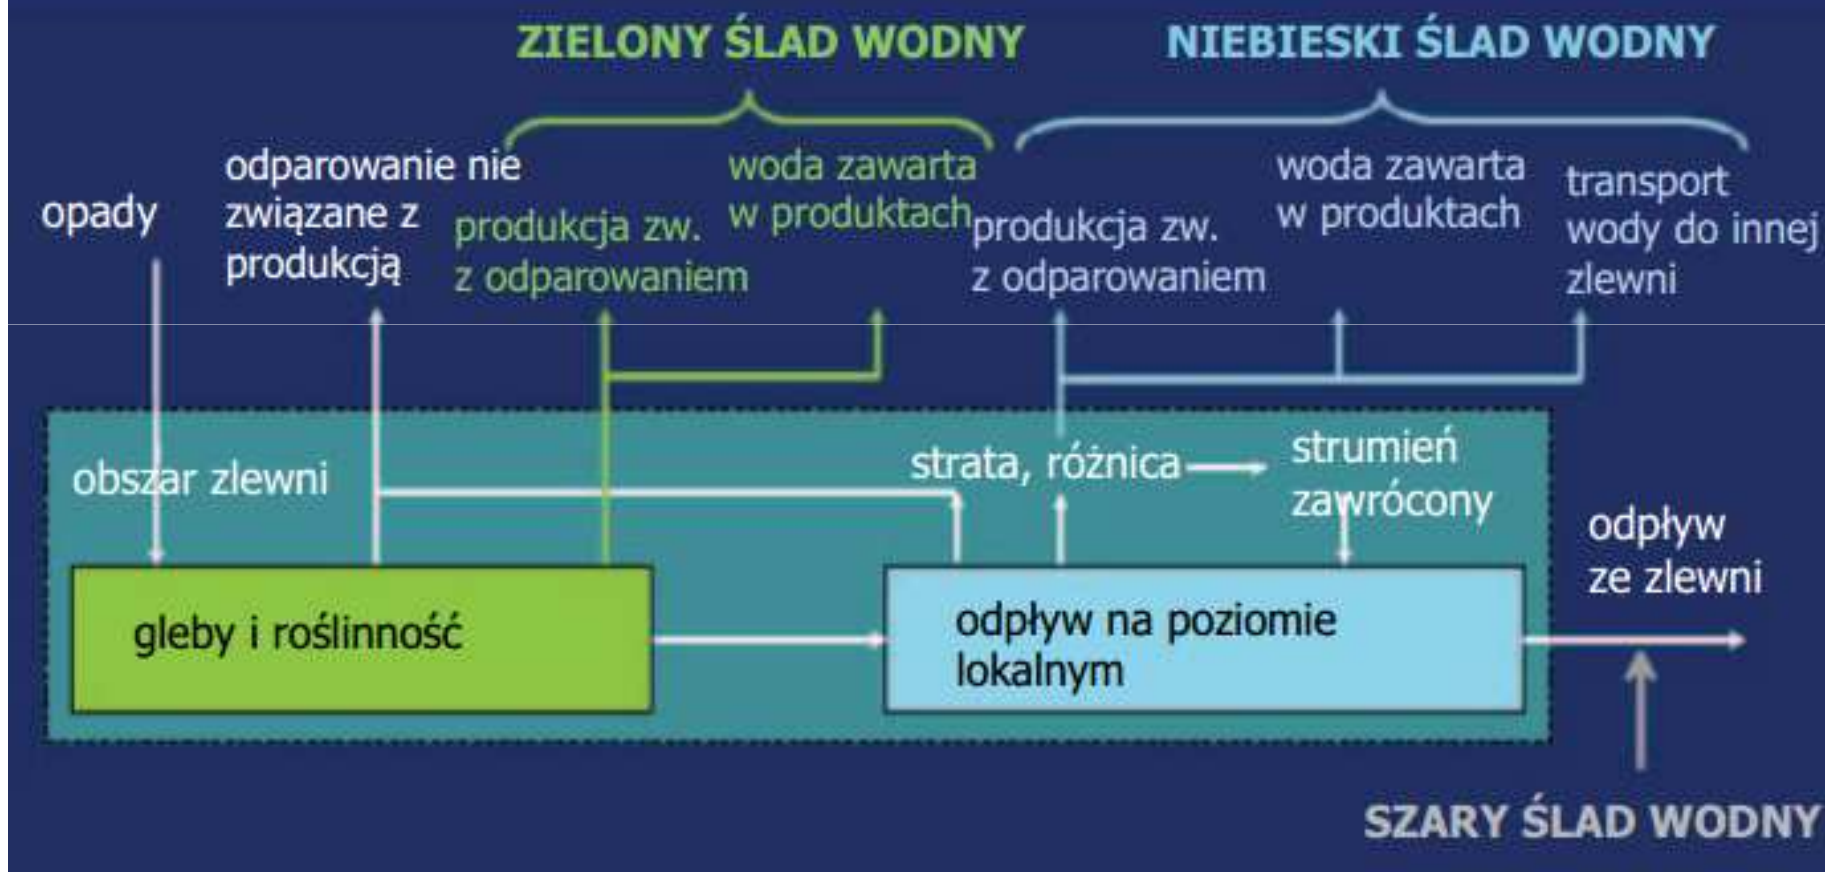 ZIELONY ŚLAD WODNY
NIEBIESKI ŚLAD WODNY
opady
odparowanie nie
związane z
produkcją
produkcja zw.
z odparowaniem
woda zawarta
w produktach
produkcja zw.
z odparowaniem
woda zawarta
w produktach
transport
wody do innej
zlewni
obszar zlewni
strata, różnica
strumień
zawrócony
odpływ
ze zlewni
gleby i roślinność
odpływ na poziomie
lokalnym
SZARY ŚLAD WODNY